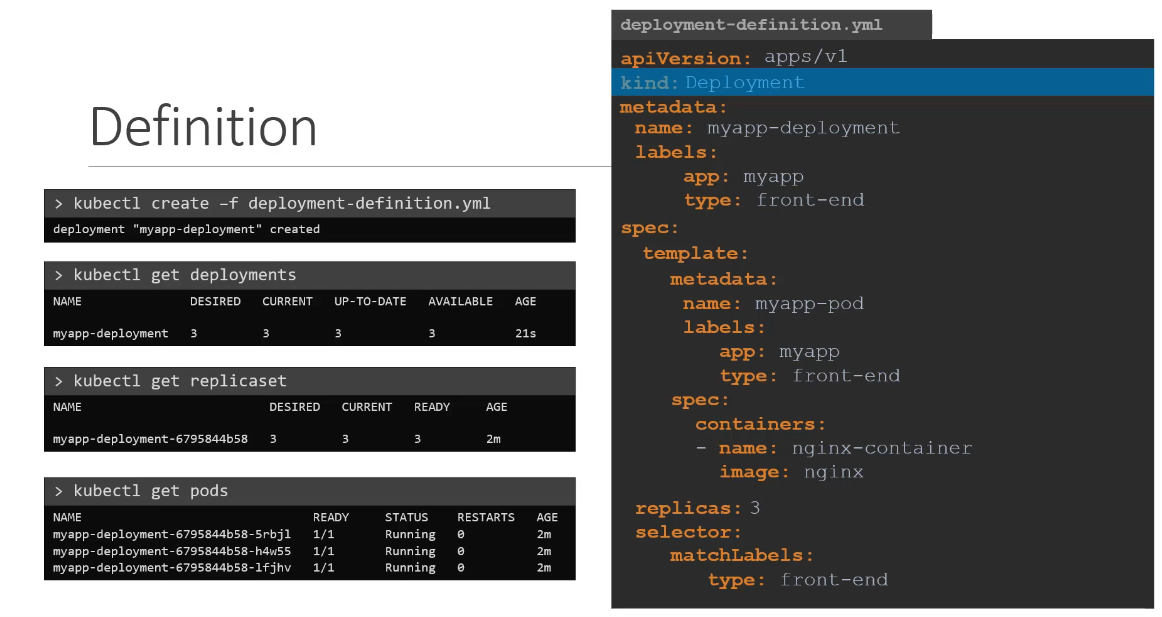 Definition
> kubectl create –f deployment-definition.yml
deployment "myapp-deployment" created
> kubectl get deployments
NAME DESIRED CURRENT UP-TO-DATE AVAILABLE AGE
myapp-deployment 3 3 3 3 21s
> kubectl get replicaset
NAME DESIRED CURRENT READY AGE
myapp-deployment-6795844b58 3 3 3 2m
> kubectl get pods
NAME READY STATUS RESTARTS AGE
myapp-deployment-6795844b58-5rbjl 1/1 Running 0 2m
myapp-deployment-6795844b58-h4w55 1/1 Running 0 2m
myapp-deployment-6795844b58-lfjhv 1/1 Running 0 2m
deployment-definition.yml
apiVersion: apps/v1
kind: Deployment
metadata:
name: myapp-deployment
labels:
app: myapp
type: front-end
spec:
template:
metadata:
name: myapp-pod
labels:
app: myapp
type: front-end
spec:
containers:
- name: nginx-container
image: nginx
replicas: 3
selector:
matchLabels:
type: front-end